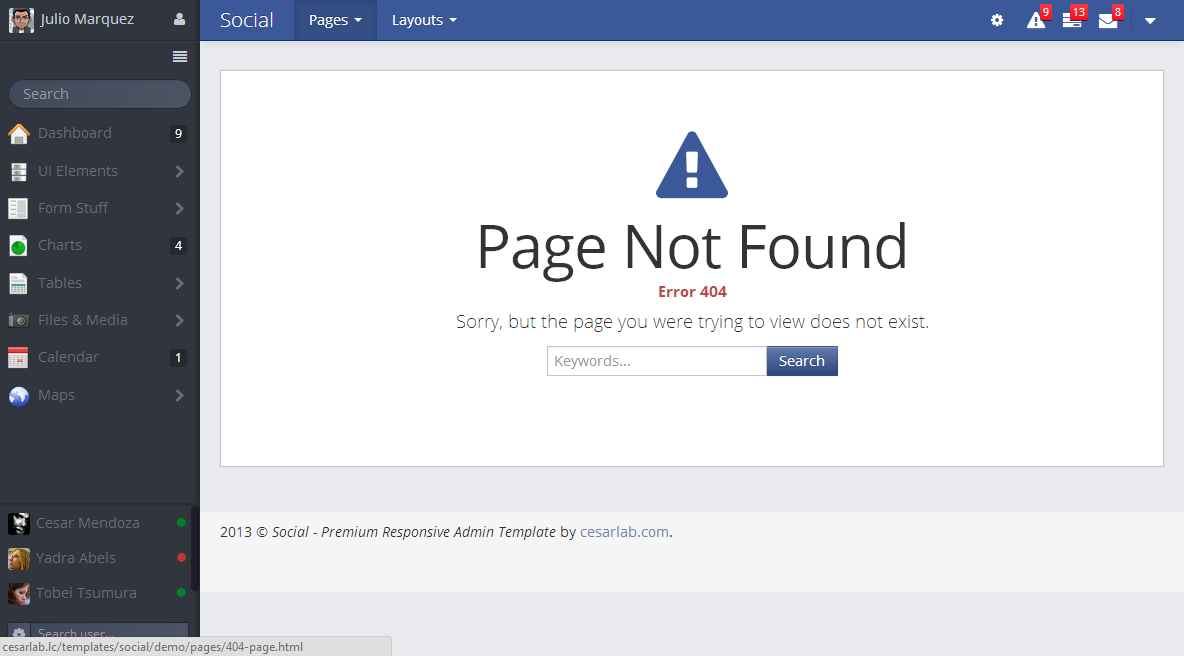 Julio Marquez
Social Pages Layouts 9 13 8
Search
Dashboard 9
UI Elements
Form Stuff
Charts 4
Tables
Files & Media
Calendar 1
Maps
Page Not Found
Error 404
Sorry, but the page you were trying to view does not exist.
Keywords... Search
Cesar Mendoza
Yadra Abels
Tobei Tsumura
Search user...
2013 © Social - Premium Responsive Admin Template by cesarlab.com.
cesarlab.lc/templates/social/demo/pages/404-page.html